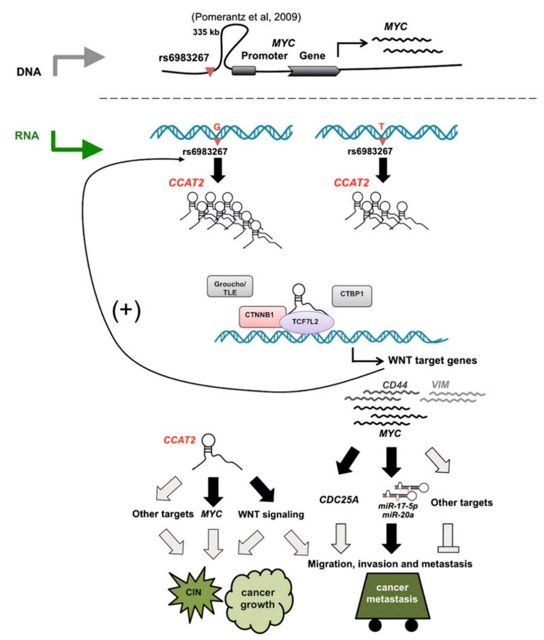 (Pomerantz et al, 2009)
335 kb
MYC
MYC
rs6983267
Promoter
Gene
DNA
RNA
G
T
rs6983267
rs6983267
CCAT2
CCAT2
Groucho/
TLE
CTBP1
CTNNB1
TCF7L2
(+)
WNT target genes
CD44
VIM
MYC
CCAT2
CDC25A
miR-17-5p
miR-20a
Other targets
Other targets
MYC
WNT signaling
Migration, invasion and metastasis
CIN
cancer
growth
cancer
metastasis